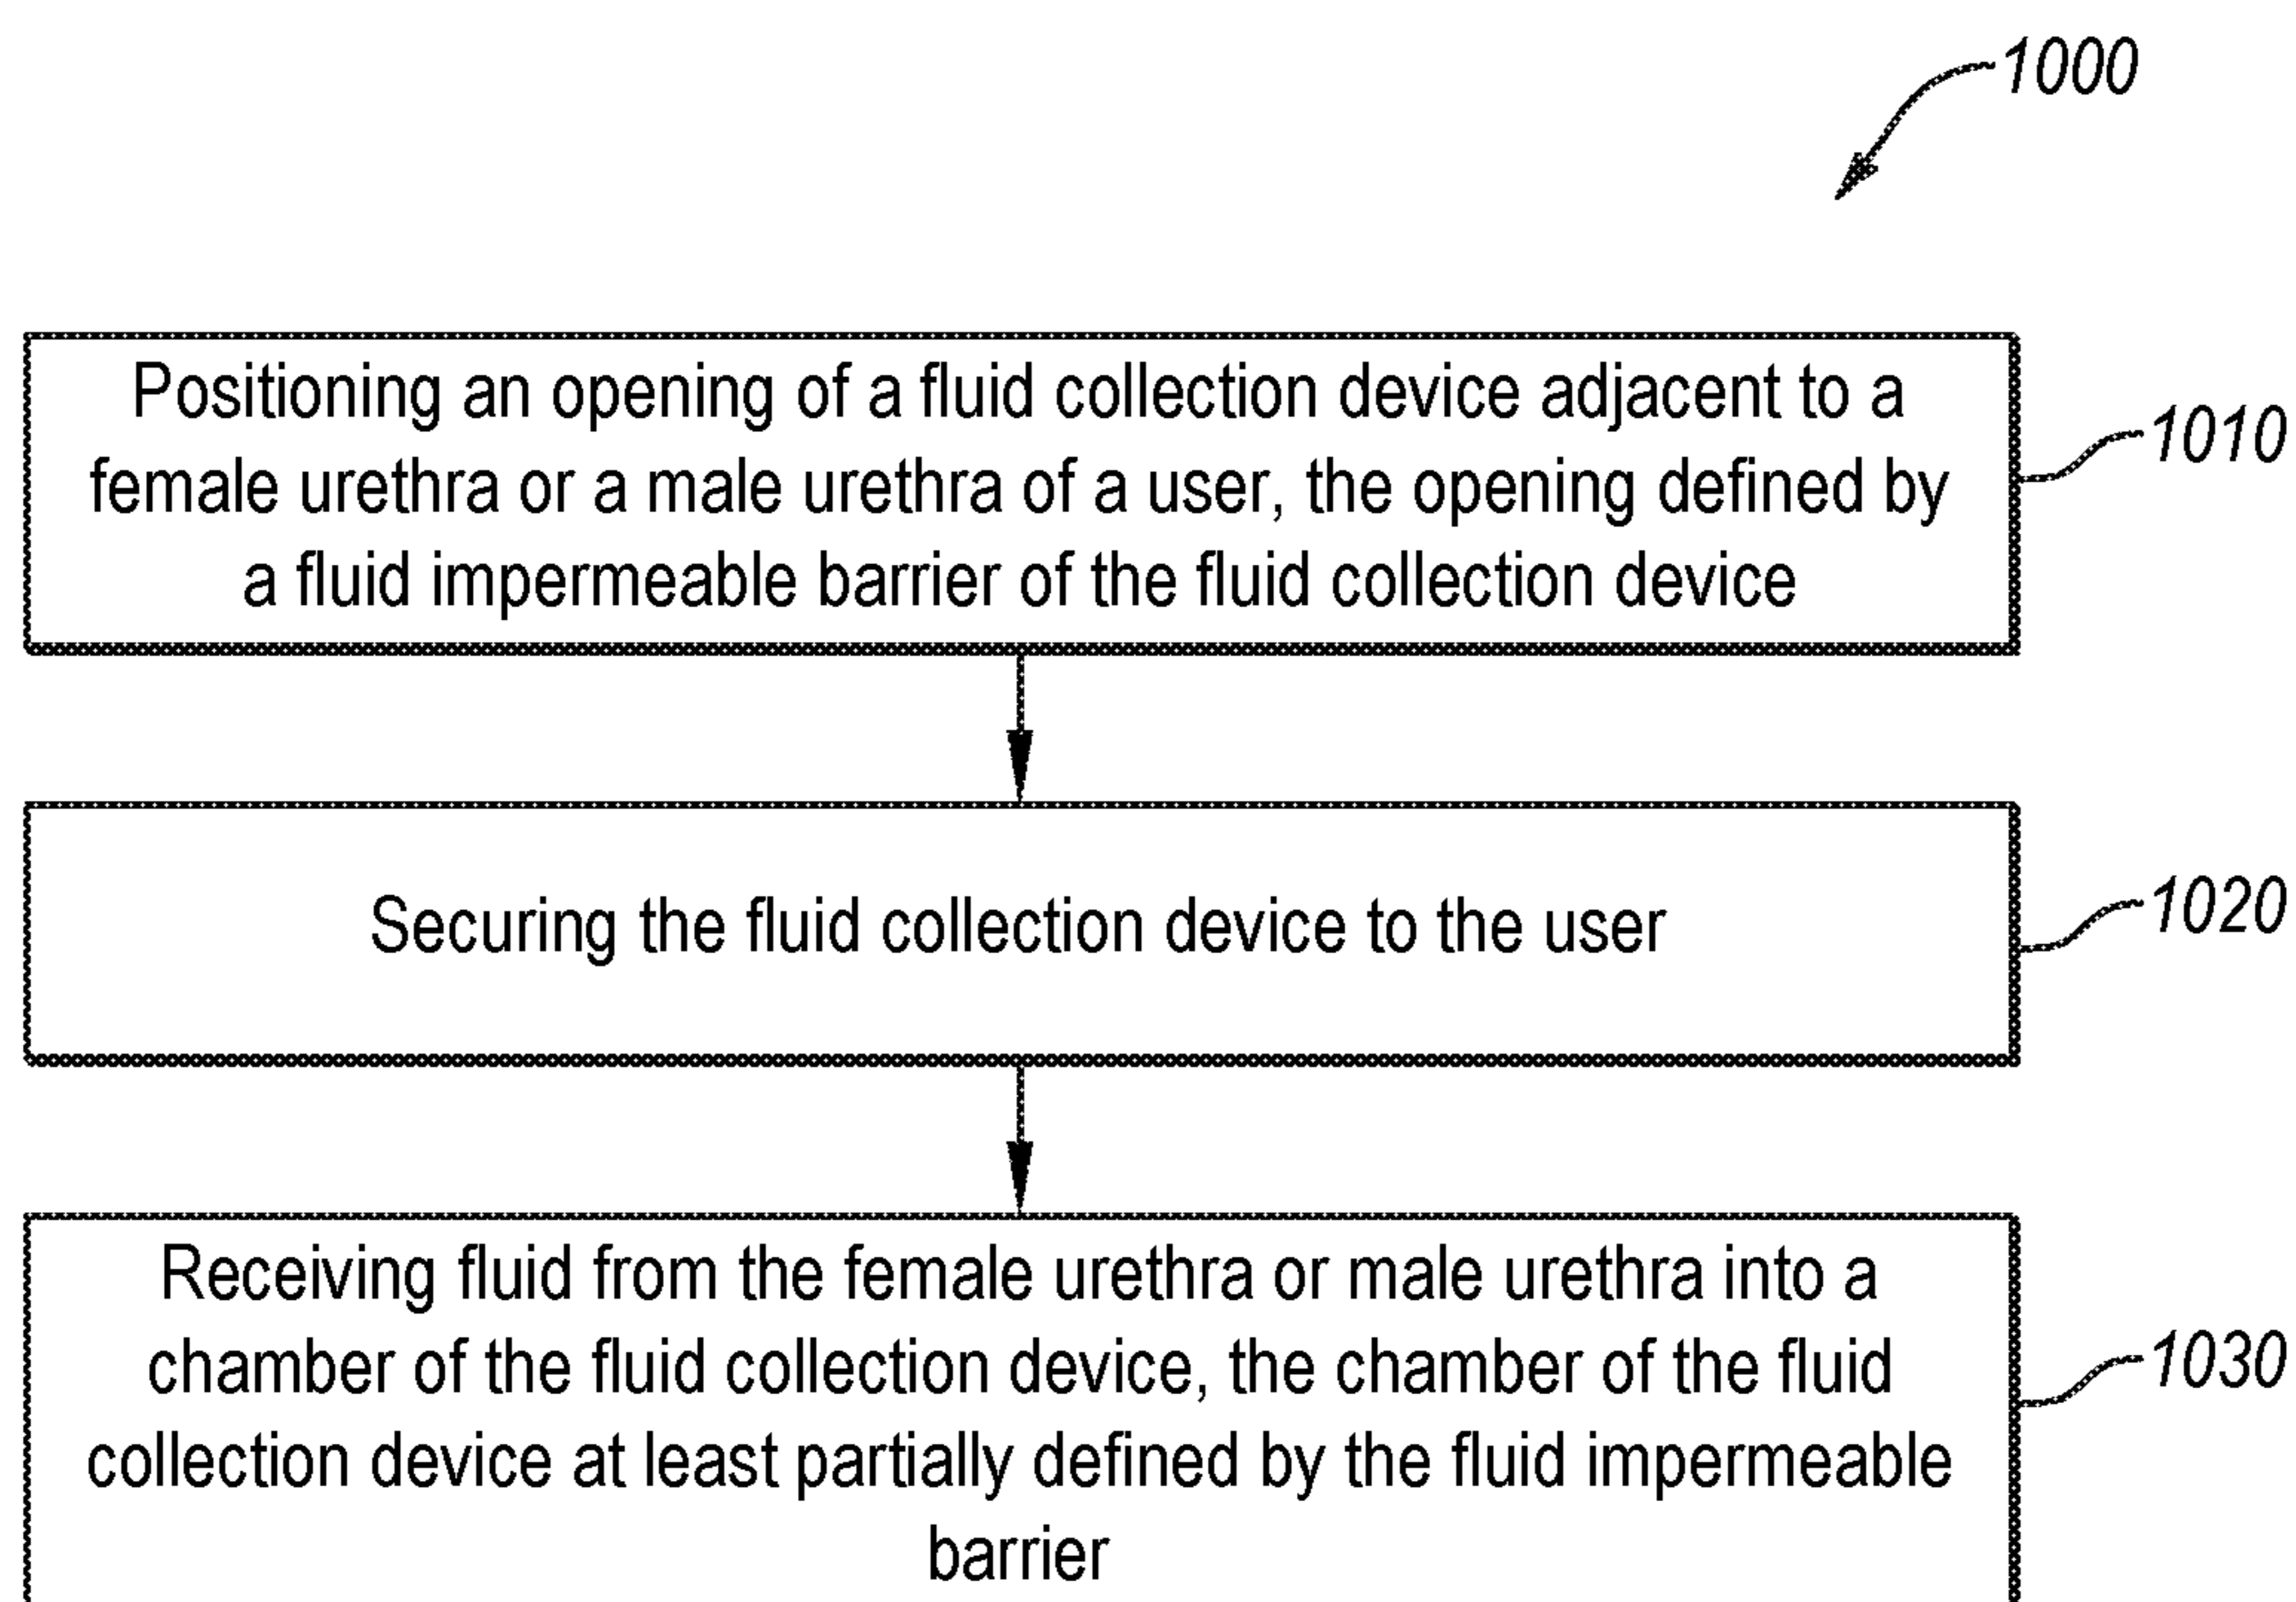 1000
Positioning an opening of a fluid collection device adjacent to a
female urethra or a male urethra of a user, the opening defined by
a fluid impermeable barrier of the fluid collection device
1010
Securing the fluid collection device to the user
1020
Receiving fluid from the female urethra or male urethra into a
chamber of the fluid collection device, the chamber of the fluid
collection device at least partially defined by the fluid impermeable
barrier
1030